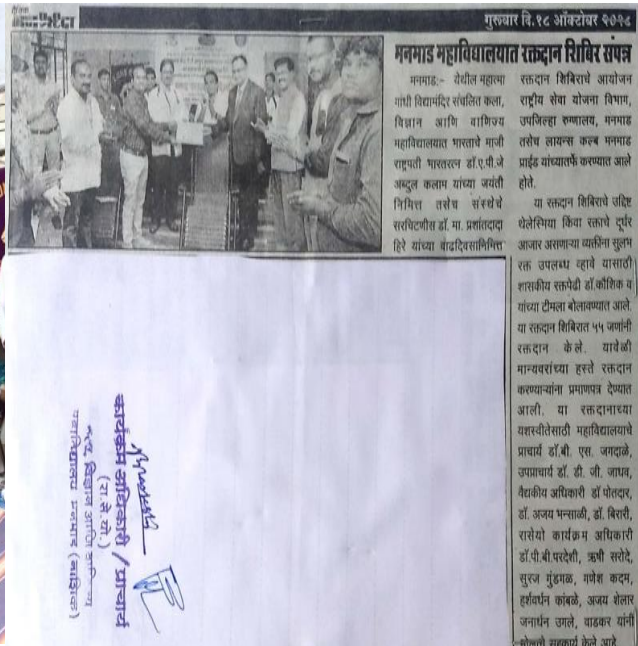 दैनिक
गुरूवार दि.१८ ऑक्टोबर २०१८
मनमाड महाविद्यालयात रक्तदान शिबिर संपन्न
मनमाड:- येथील महात्मा
गांधी विद्यामंदिर संचलित कला,
विज्ञान आणि वाणिज्य
महाविद्यालयात भारताचे माजी
राष्ट्रपती भारतरत्न डॉ.ए.पी.जे
अब्दुल कलाम यांच्या जयंती
निमित्त तसेच संस्थेचे
सरचिटणीस डॉ. मा. प्रशांतदादा
हिरे यांच्या वाढदिवसानिमित्त
रक्तदान शिबिराचे आयोजन
राष्ट्रीय सेवा योजना विभाग,
उपजिल्हा रुग्णालय, मनमाड
तसेच लायन्स क्लब मनमाड
प्राईड यांच्यातर्फे करण्यात आले
होते.
या रक्तदान शिबिराचे उद्दिष्ट
थेलेस्मिया किंवा रक्ताचे दूर्धर
आजार असणाऱ्या व्यक्तींना सुलभ
रक्त उपलब्ध व्हावे यासाठी
शासकीय रक्तपेढी डॉ.कौशिक व
यांच्या टीमला बोलावण्यात आले.
या रक्तदान शिबिरात ५५ जणांनी
रक्तदान केले. यावेळी
मान्यवरांच्या हस्ते रक्तदान
करण्याऱ्यांना प्रमाणपत्र देण्यात
आली. या रक्तदानाच्या
यशस्वीतेसाठी महाविद्यालयाचे
प्राचार्य डॉ.बी. एस. जगदाळे,
उपप्राचार्य डॉ. डी. जी. जाधव,
वैद्यकीय अधिकारी डॉ पोतदार,
डॉ. अजय भन्साळी, डॉ. बिरारी,
रासेयो कार्यक्रम अधिकारी
डॉ.पी.बी.परदेशी, ऋषी सरोदे,
सुरज गुंडगळ, गणेश कदम,
हर्शवर्धन कांबळे, अजय शेलार
जनार्धन उगले, वाडकर यांनी
सहकार्य केले आहे
कार्यक्रम अधिकारी / प्राचार्य
(रा.से.यो.)
कला, विज्ञान आणि वाणिज्य
महाविद्यालय मनमाड (नाशिक)